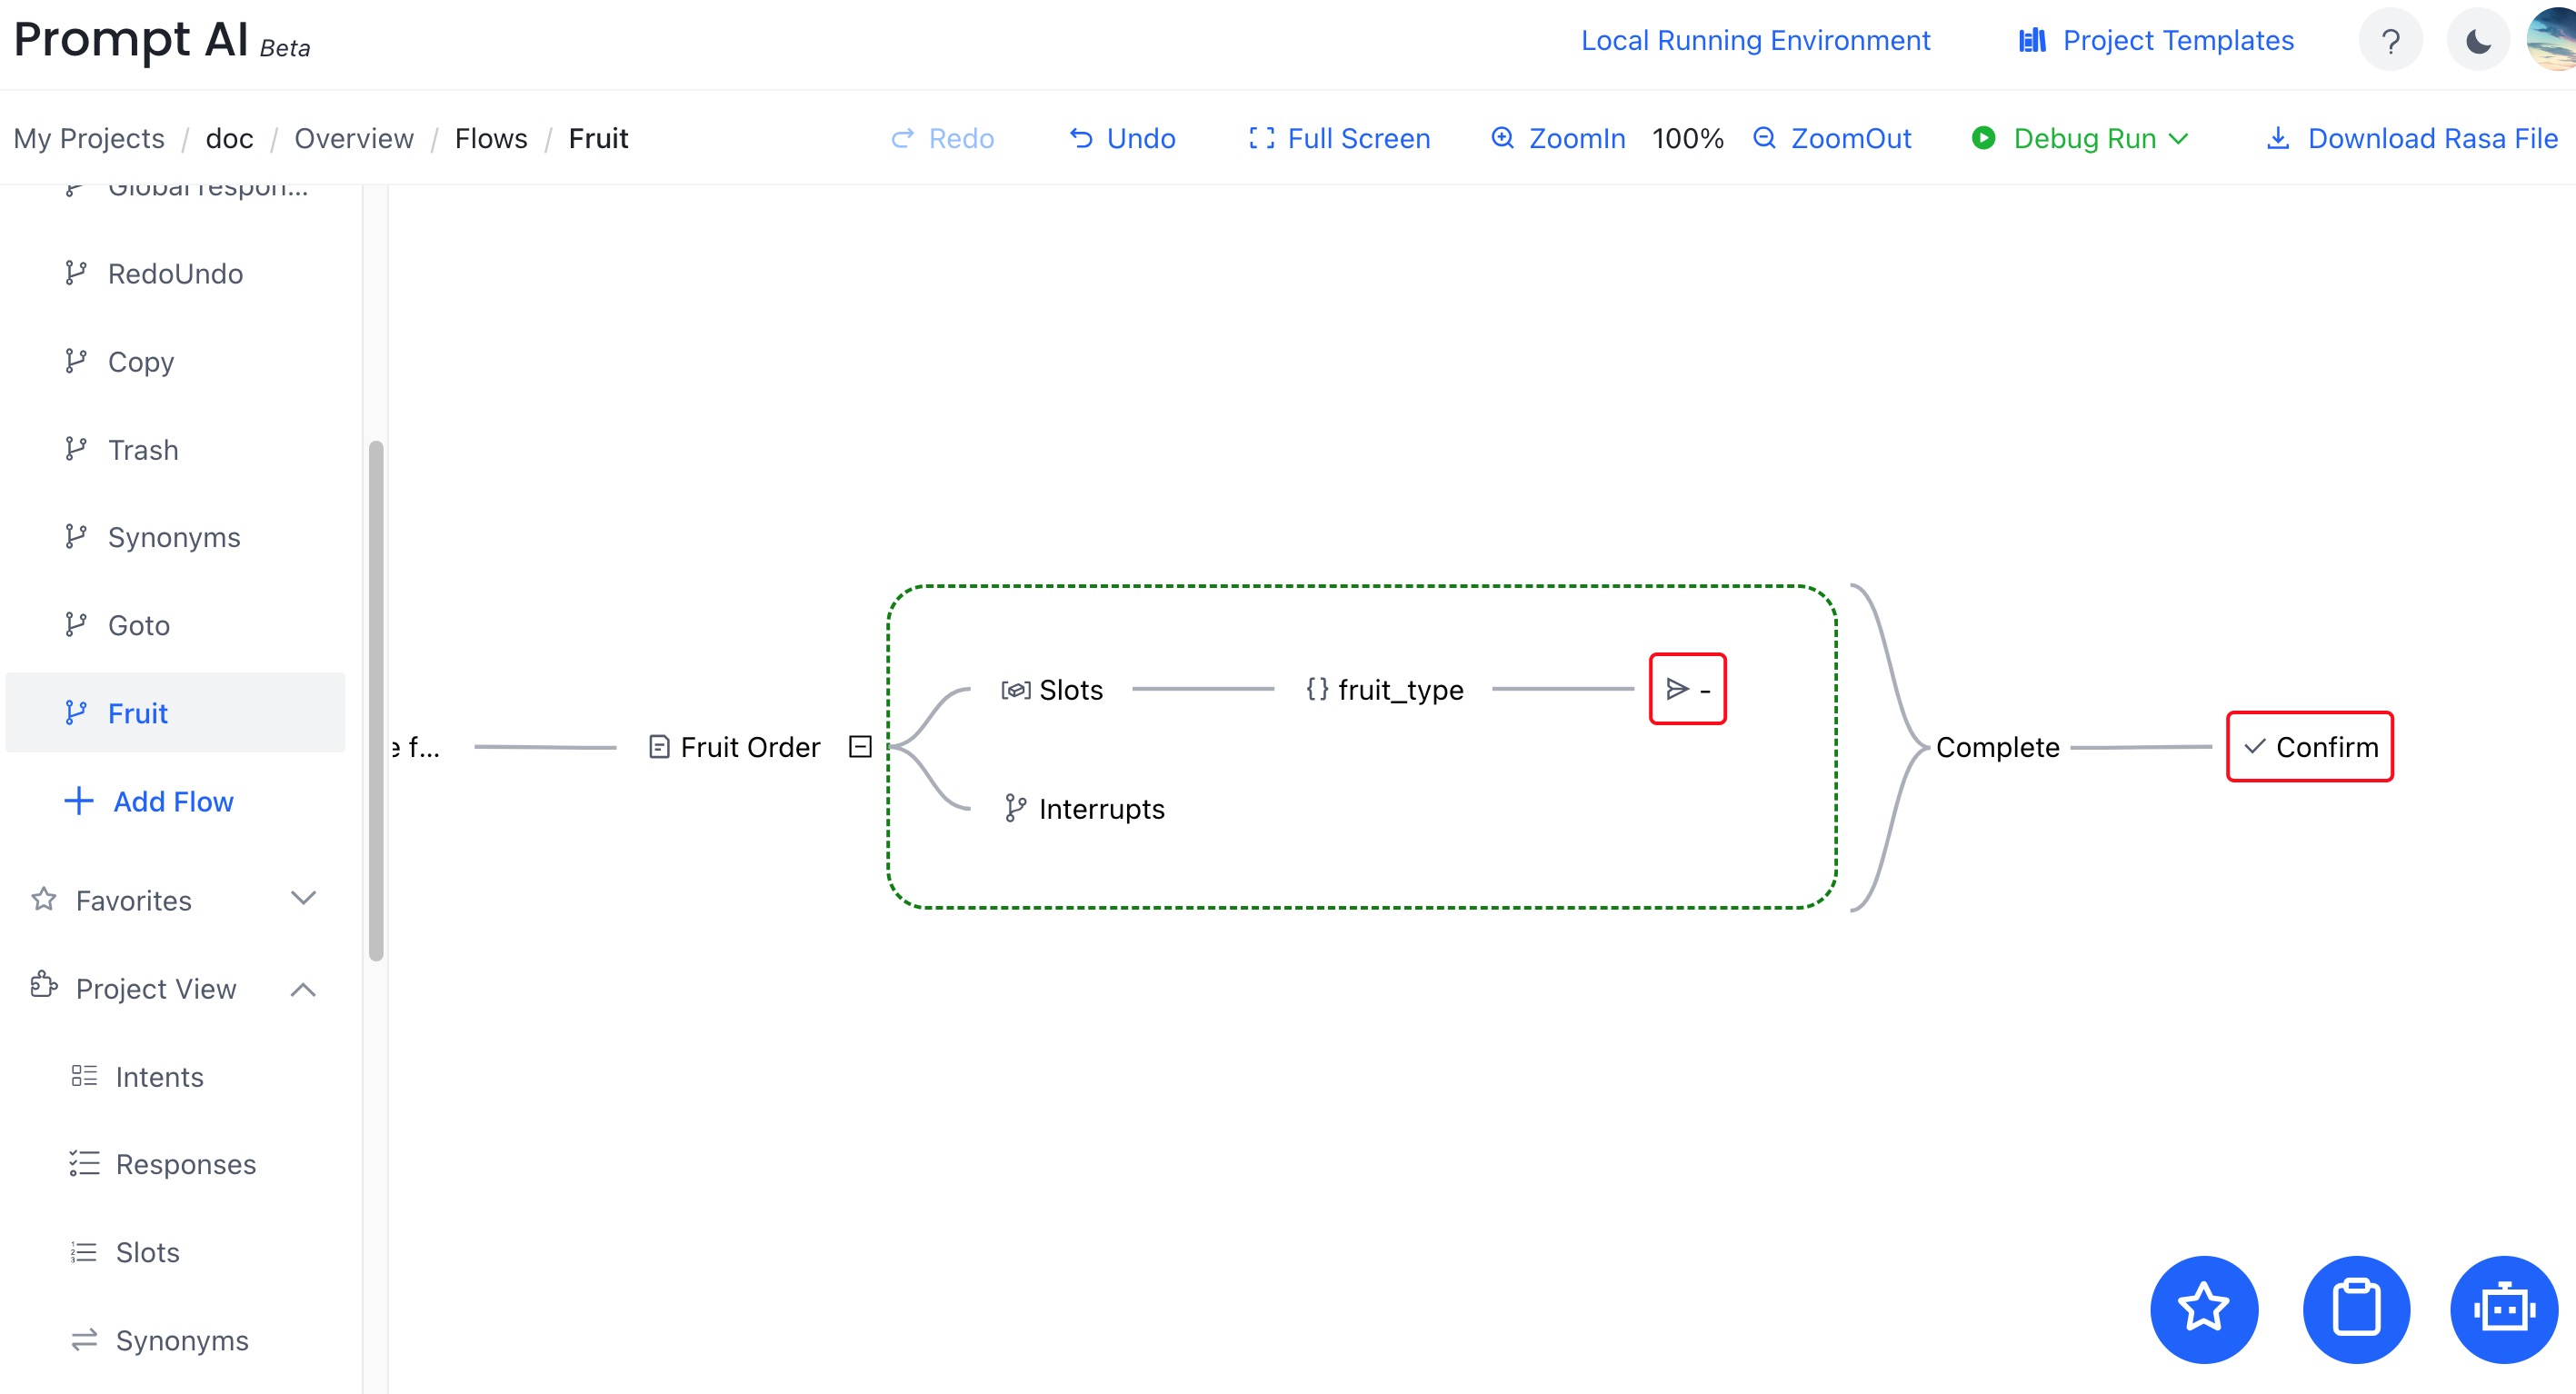 Prompt AI Beta
Local Running Environment
Project Templates
?
My Projects / doc / Overview / Flows / Fruit
Redo
Undo
Full Screen
ZoomIn
100%
ZoomOut
Debug Run
Download Rasa File
Global respon...
RedoUndo
Copy
Trash
Synonyms
Goto
Fruit
Add Flow
Favorites
Project View
Intents
Responses
Slots
Synonyms
e f...
Fruit Order
Slots
{} fruit_type
-
Interrupts
Complete
Confirm